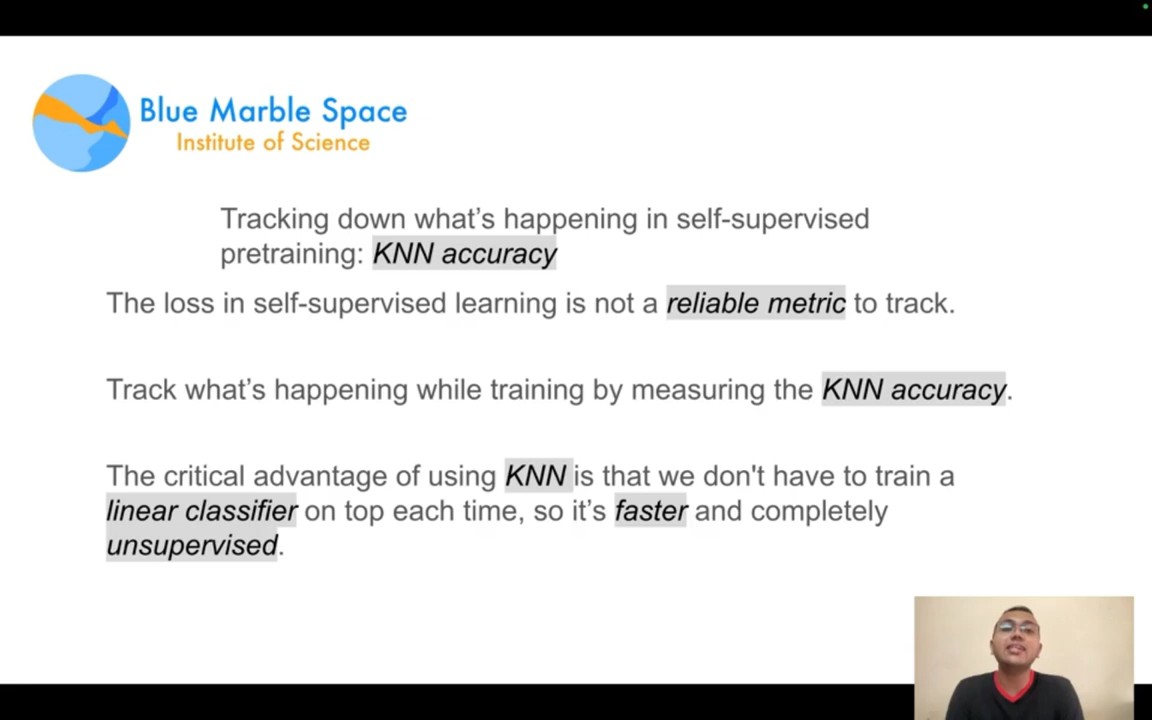 Blue Marble Space
Institute of Science
Tracking down what’s happening in self-supervised
pretraining: KNN accuracy
The loss in self-supervised learning is not a reliable metric to track.
Track what’s happening while training by measuring the KNN accuracy.
The critical advantage of using KNN is that we don't have to train a
linear classifier on top each time, so it’s faster and completely
unsupervised.